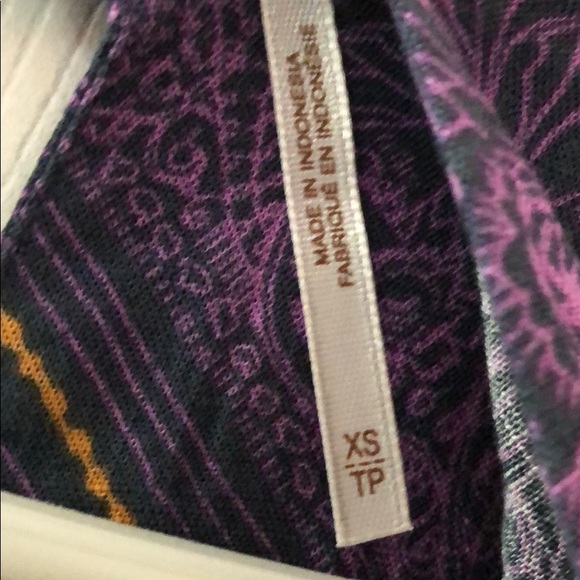 MADE IN INDONESIA
FABRIQUÉ EN INDONÉSIE
XS
TP